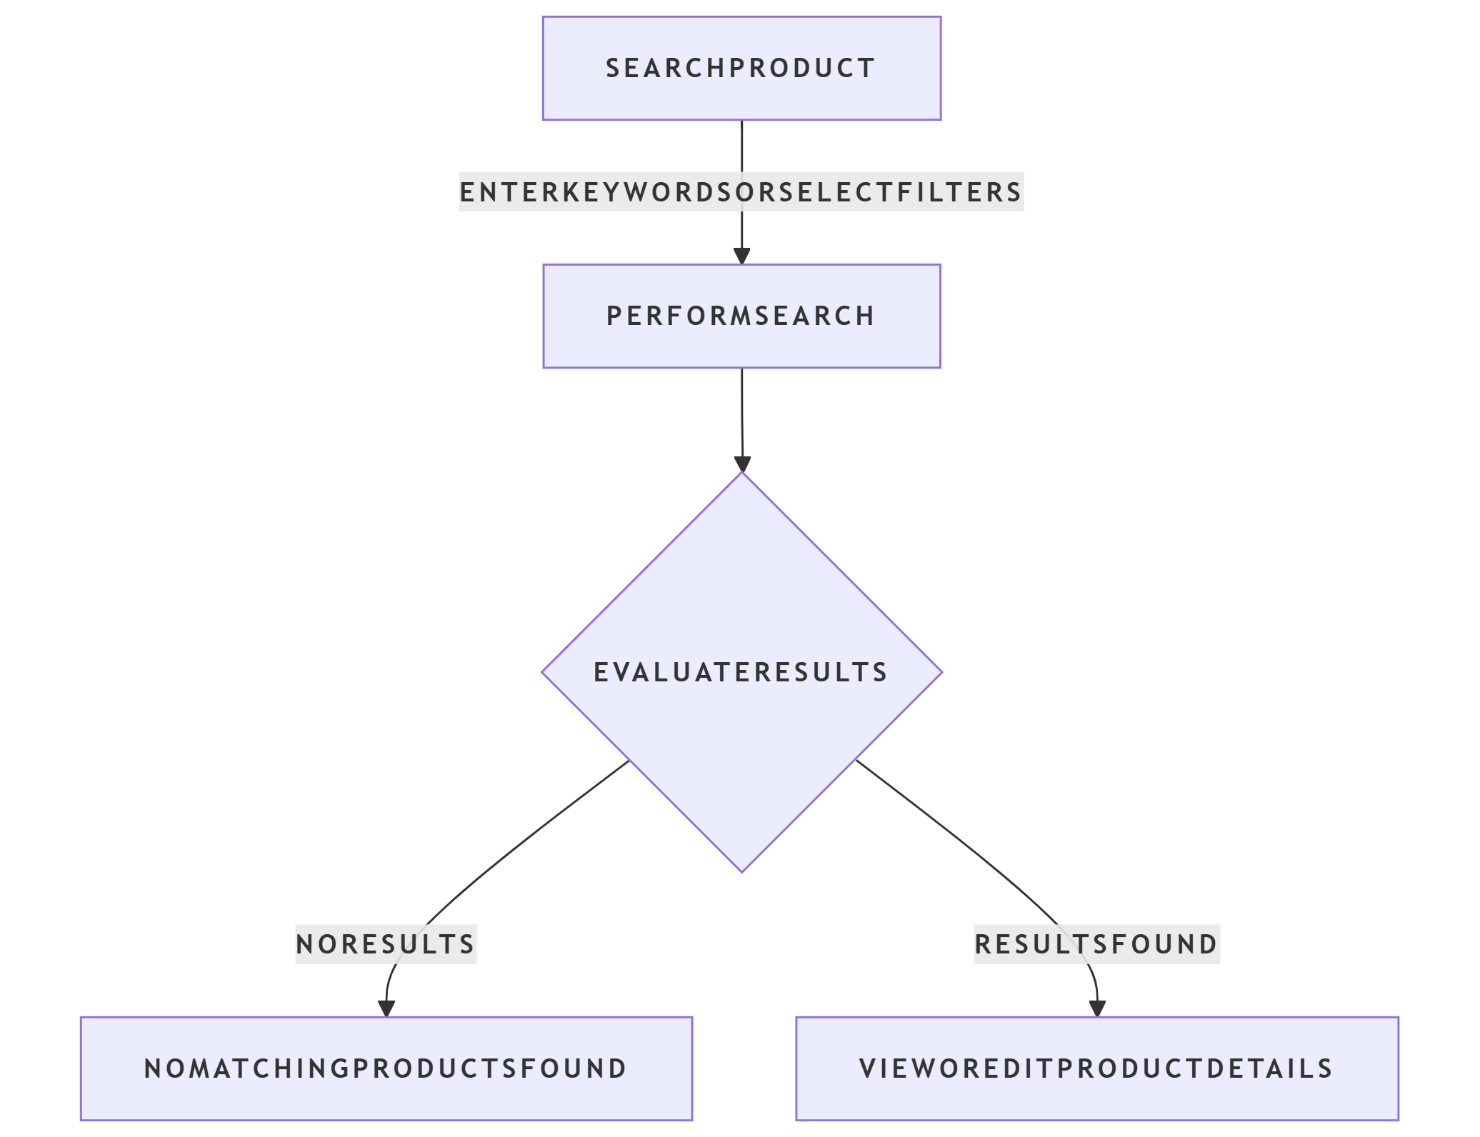 SEARCHPRODUCT
ENTERKEYWORDSORSELECTFILTERS
PERFORMSEARCH
EVALUATERESULTS
NORESULTS
RESULTSFOUND
NOMATCHINGPRODUCTSFOUND
VIEWOREDITPRODUCTDETAILS